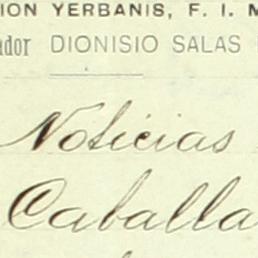 ION YERBANIS, F. I. M
ador DIONISIO SALAS
Noticias
Caballa